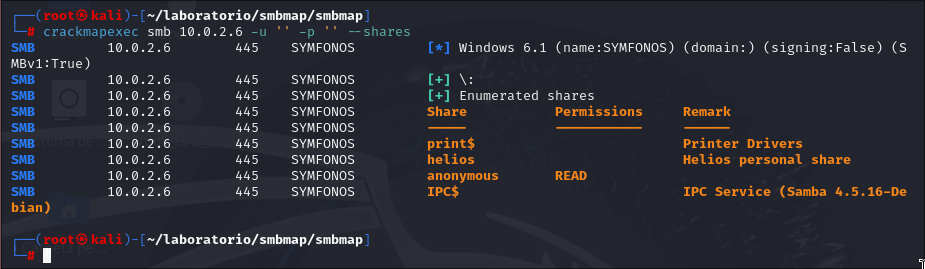 ┌──(root㉿kali)-[~/laboratorio/smbmap/smbmap]
└─# crackmapexec smb 10.0.2.6 -u '' -p '' --shares
SMB 10.0.2.6 445 SYMFONOS [*] Windows 6.1 (name:SYMFONOS) (domain:) (signing:False) (S
MBv1:True)
SMB 10.0.2.6 445 SYMFONOS [+] \:
SMB 10.0.2.6 445 SYMFONOS [+] Enumerated shares
SMB 10.0.2.6 445 SYMFONOS Share Permissions Remark
SMB 10.0.2.6 445 SYMFONOS ----- ----------- ------
SMB 10.0.2.6 445 SYMFONOS print$ Printer Drivers
SMB 10.0.2.6 445 SYMFONOS helios Helios personal share
SMB 10.0.2.6 445 SYMFONOS anonymous READ
SMB 10.0.2.6 445 SYMFONOS IPC$ IPC Service (Samba 4.5.16-De
bian)
┌──(root㉿kali)-[~/laboratorio/smbmap/smbmap]
└─#